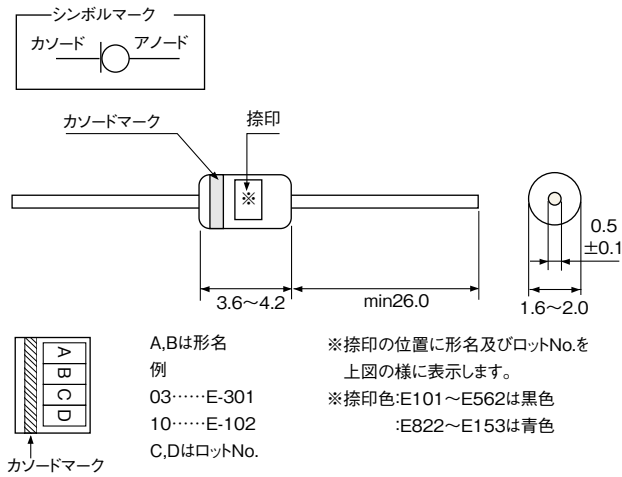 シンボルマーク
カソード
アノード
カソードマーク
捺印
※
0.5
±0.1
3.6～4.2
min26.0
1.6～2.0
A
B
C
D
カソードマーク
A,Bは形名
例
03……E-301
10……E-102
C,DはロットNo.
※捺印の位置に形名及びロットNo.を
上図の様に表示します。
※捺印色:E101～E562は黒色
:E822～E153は青色